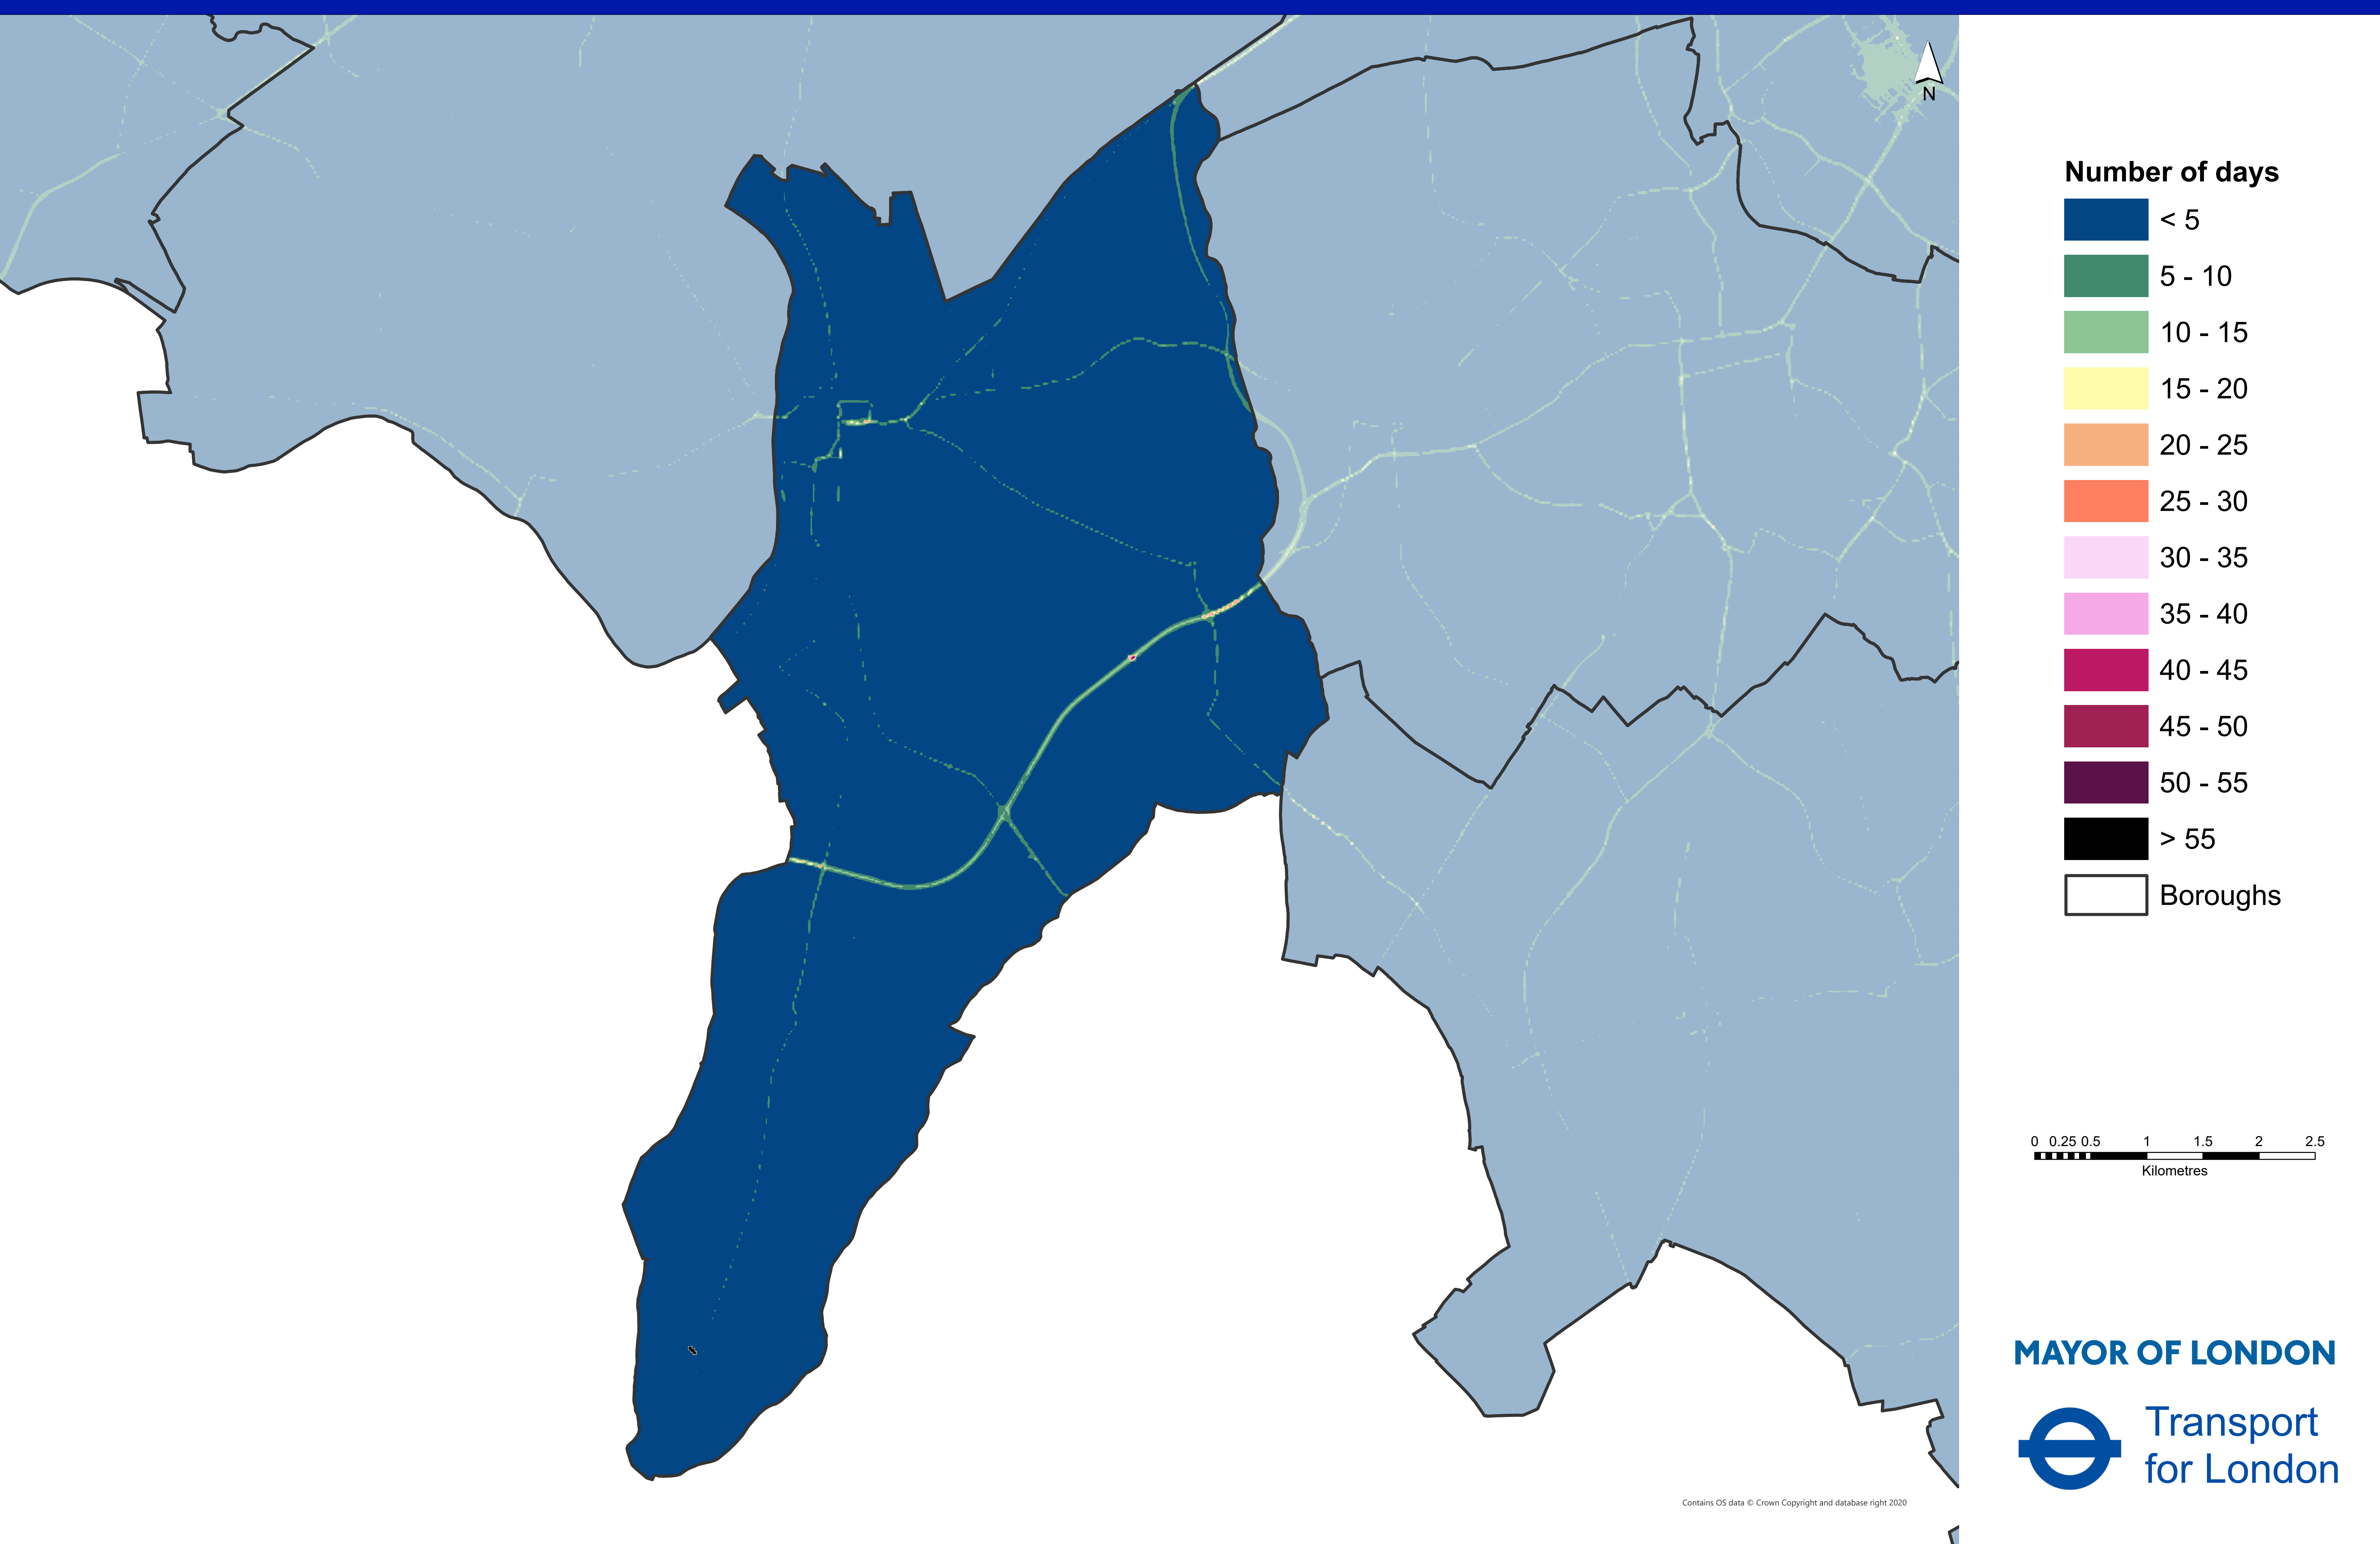 N
Number of days
< 5
5 - 10
10 - 15
15 - 20
20 - 25
25 - 30
30 - 35
35 - 40
40 - 45
45 - 50
50 - 55
> 55
Boroughs
0 0.25 0.5 1 1.5 2 2.5
Kilometres
MAYOR OF LONDON
Transport
for London
Contains OS data © Crown Copyright and database right 2020